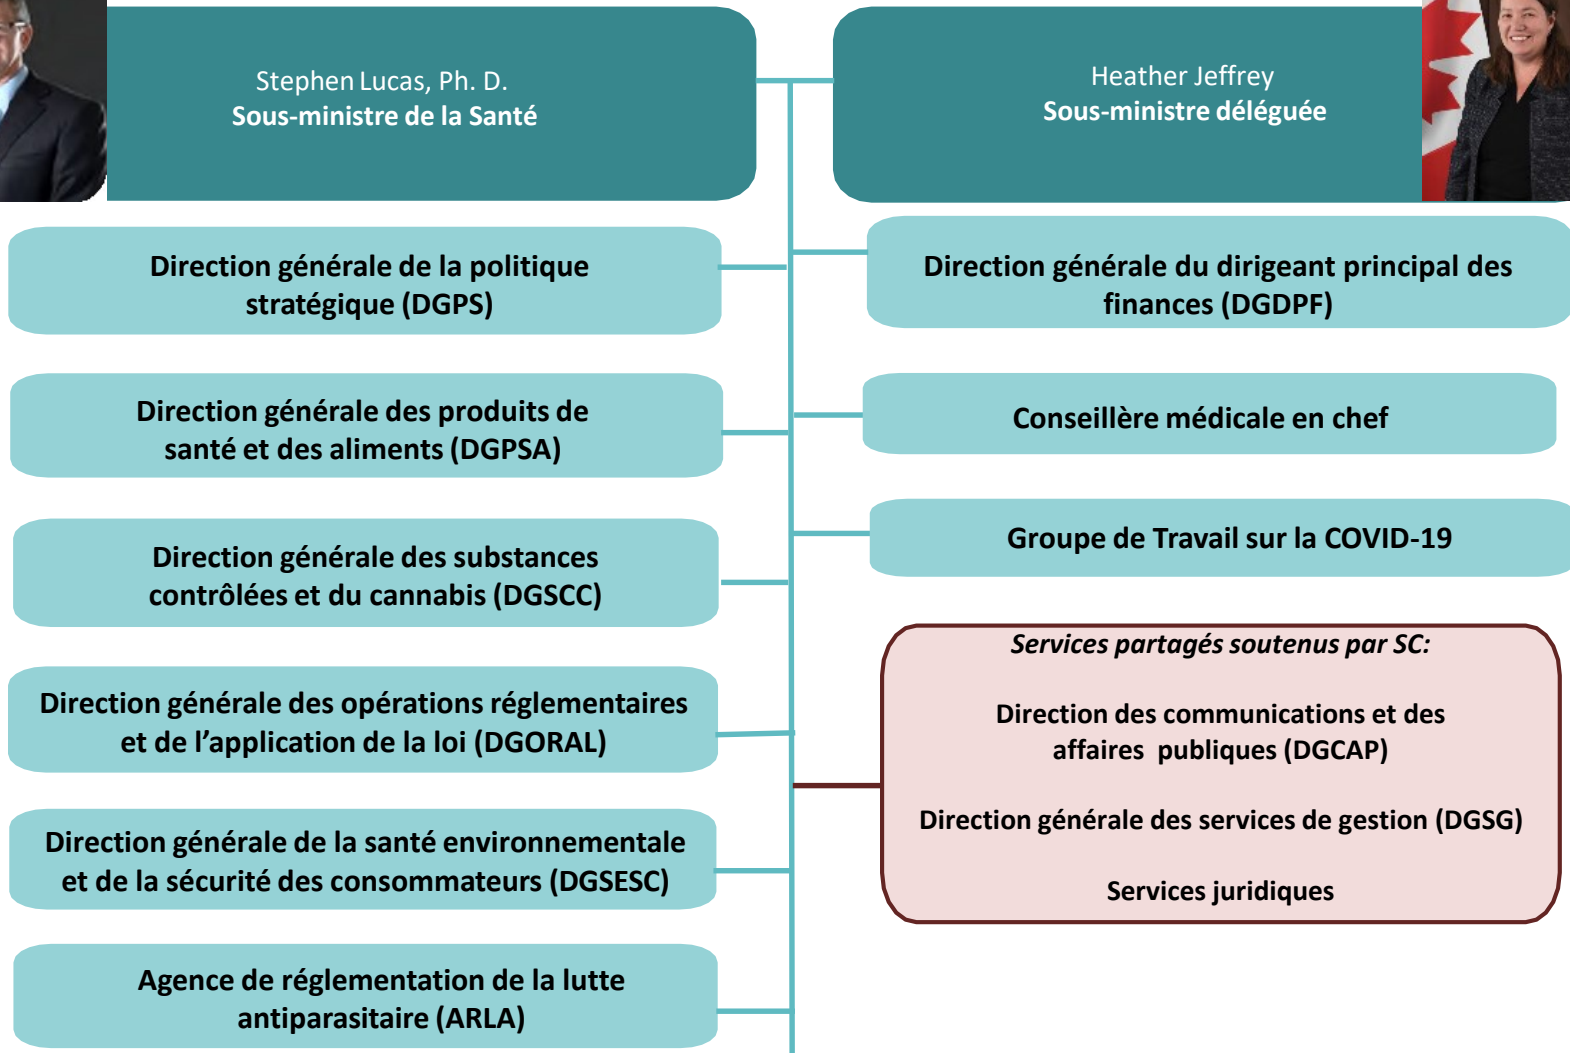 Stephen Lucas, Ph. D.
Sous-ministre de la Santé
Heather Jeffrey
Sous-ministre déléguée
Direction générale de la politique
stratégique (DGPS)
Direction générale des produits de
santé et des aliments (DGPSA)
Direction générale des substances
contrôlées et du cannabis (DGSCC)
Direction générale des opérations réglementaires
et de l’application de la loi (DGORAL)
Direction générale de la santé environnementale
et de la sécurité des consommateurs (DGSESC)
Agence de réglementation de la lutte
antiparasitaire (ARLA)
Direction générale du dirigeant principal des
finances (DGDPF)
Conseillère médicale en chef
Groupe de Travail sur la COVID-19
Services partagés soutenus par SC:
Direction des communications et des
affaires publiques (DGCAP)
Direction générale des services de gestion (DGSG)
Services juridiques